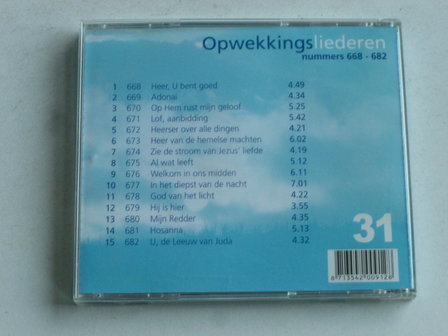 Opwekkingsliederen
nummers 668 - 682
1 668 Heer, U bent goed 4.49
2 669 Adonai 4.34
3 670 Op Hem rust mijn geloof 5.25
4 671 Lof, aanbidding 5.42
5 672 Heerser over alle dingen 4.21
6 673 Heer van de hemelse machten 6.02
7 674 Zie de stroom van Jezus' liefde 4.19
8 675 Al wat leeft 5.12
9 676 Welkom in ons midden 6.11
10 677 In het diepst van de nacht 7.01
11 678 God van het licht 4.22
12 679 Hij is hier 3.55
13 680 Mijn Redder 4.35
14 681 Hosanna 5.13
15 682 U, de Leeuw van Juda 4.32
31
8 713542 009126